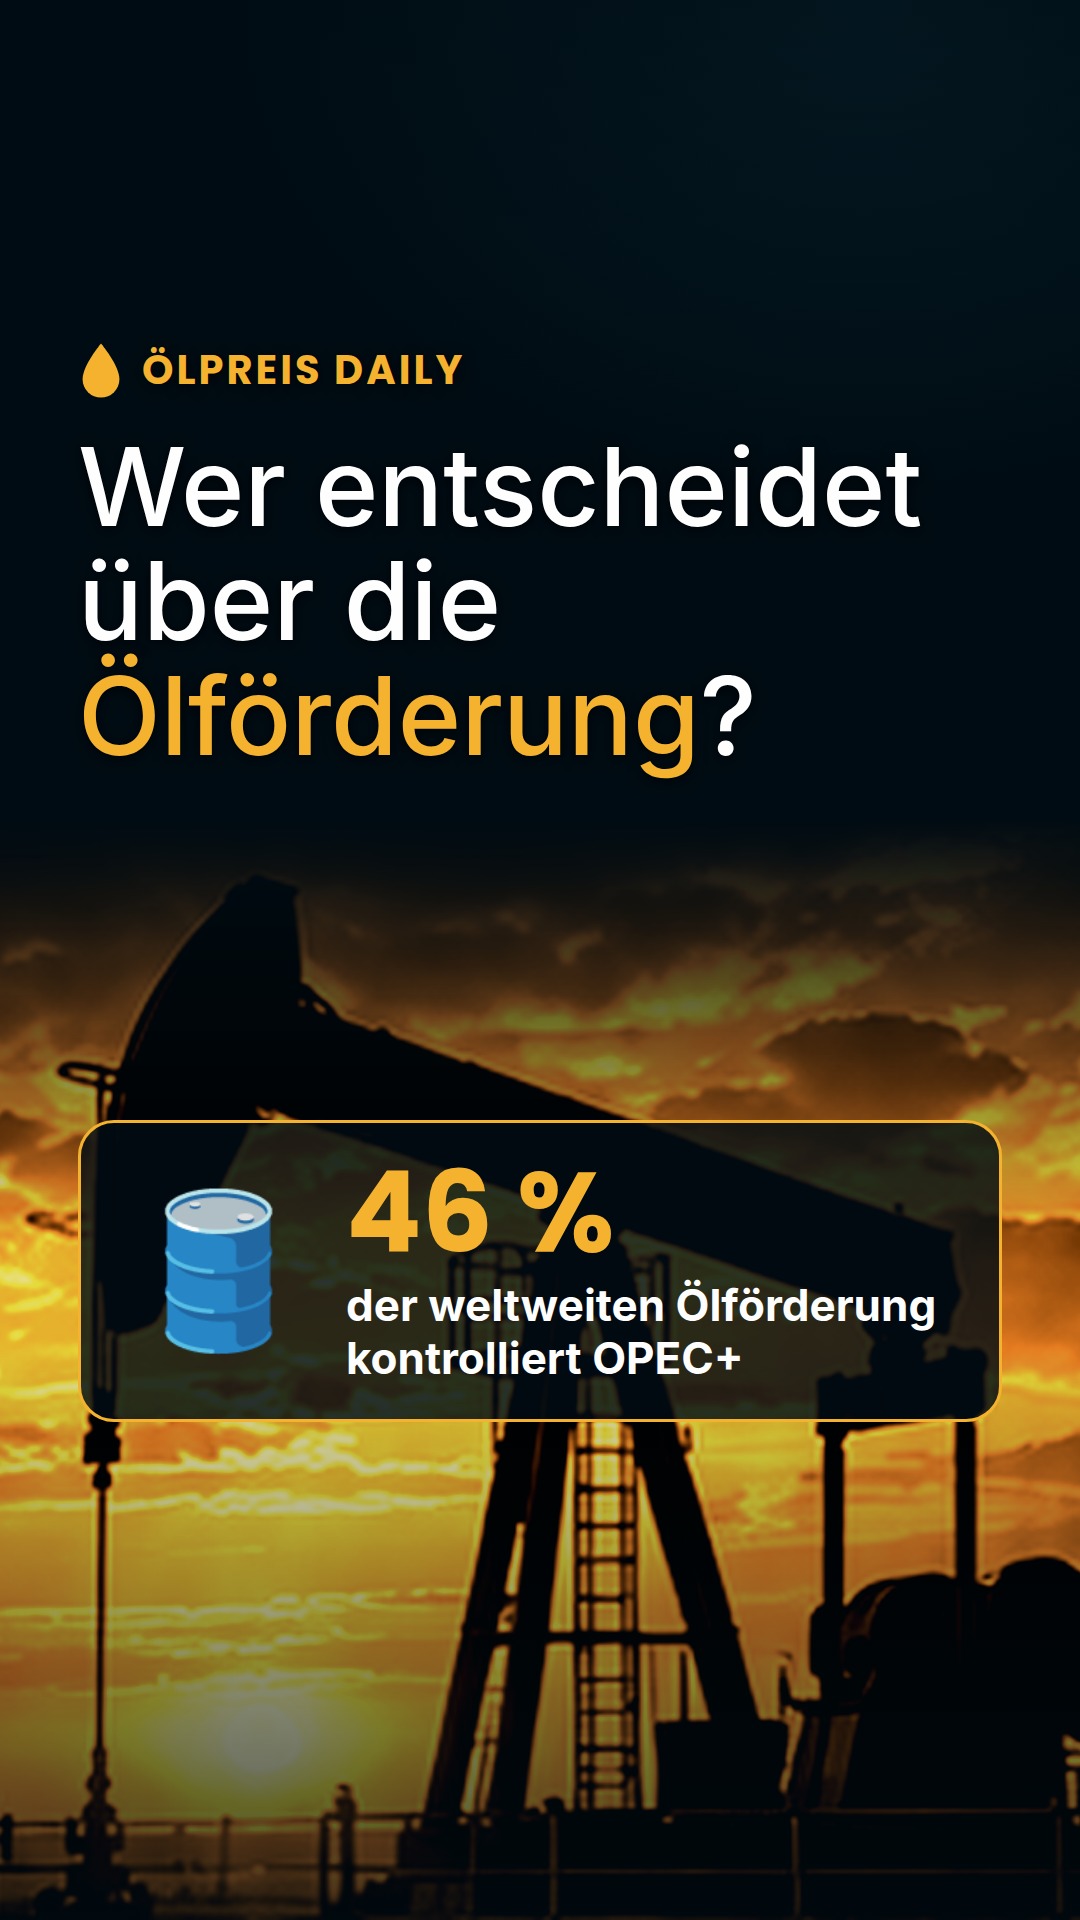 ÖLPREIS DAILY
Wer entscheidet
über die
Ölförderung?
46 %
der weltweiten Ölförderung
kontrolliert OPEC+